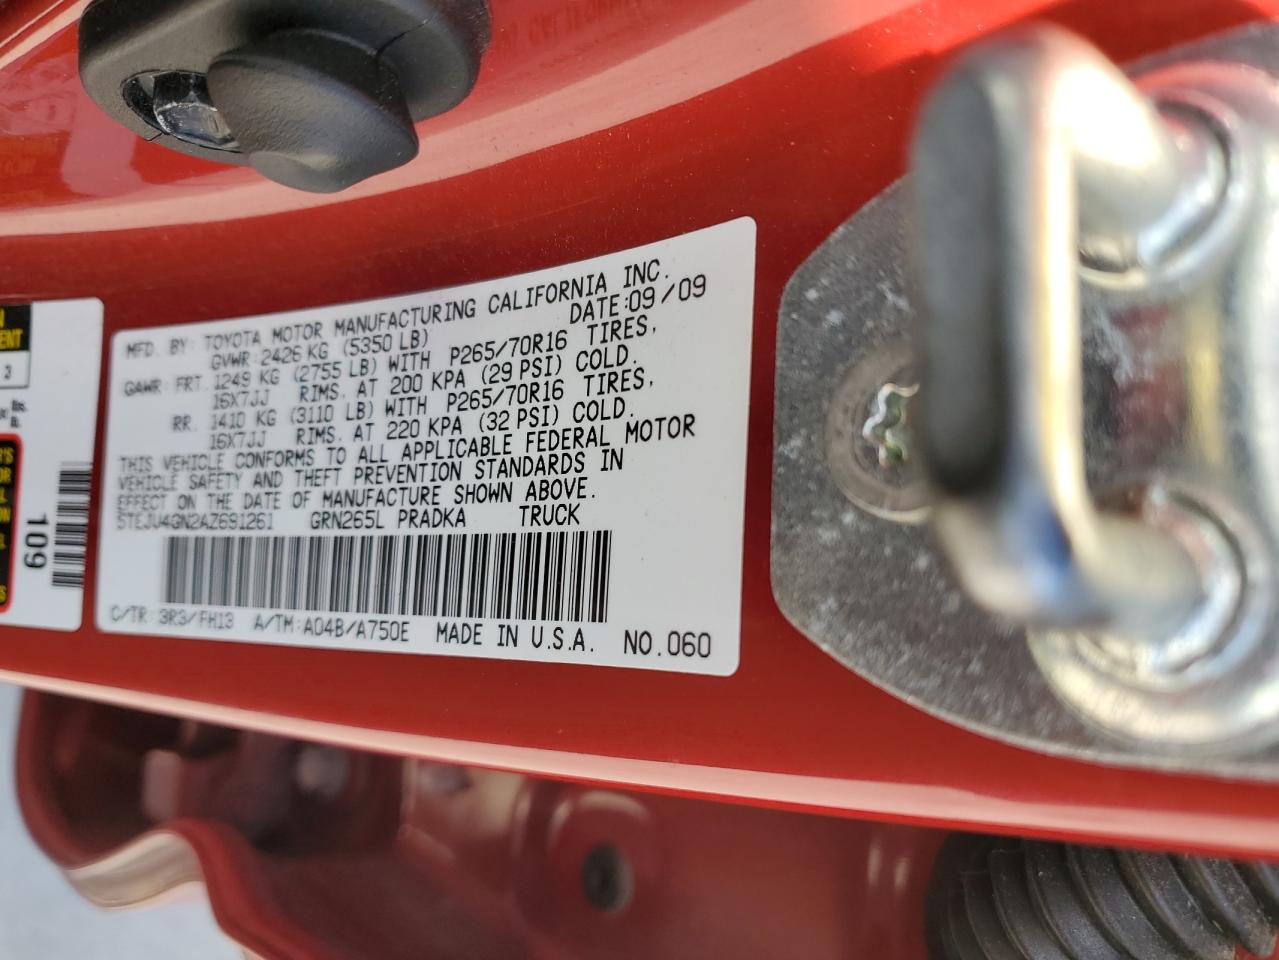 MFD. BY: TOYOTA MOTOR MANUFACTURING CALIFORNIA INC.
GVWR: 2426 KG (5350 LB) DATE: 09/09
GAWR: FRT. 1249 KG (2755 LB) WITH P265/70R16 TIRES,
16X7JJ RIMS, AT 200 KPA (29 PSI) COLD.
RR. 1410 KG (3110 LB) WITH P265/70R16 TIRES,
16X7JJ RIMS, AT 220 KPA (32 PSI) COLD.
THIS VEHICLE CONFORMS TO ALL APPLICABLE FEDERAL MOTOR
VEHICLE SAFETY AND THEFT PREVENTION STANDARDS IN
EFFECT ON THE DATE OF MANUFACTURE SHOWN ABOVE.
5TEJU4GN2AZ691261 GRN265L PRADKA TRUCK
C/TR: 3R3/FH13 A/TM: A04B/A750E MADE IN U.S.A. NO.060
3
lbs.
109